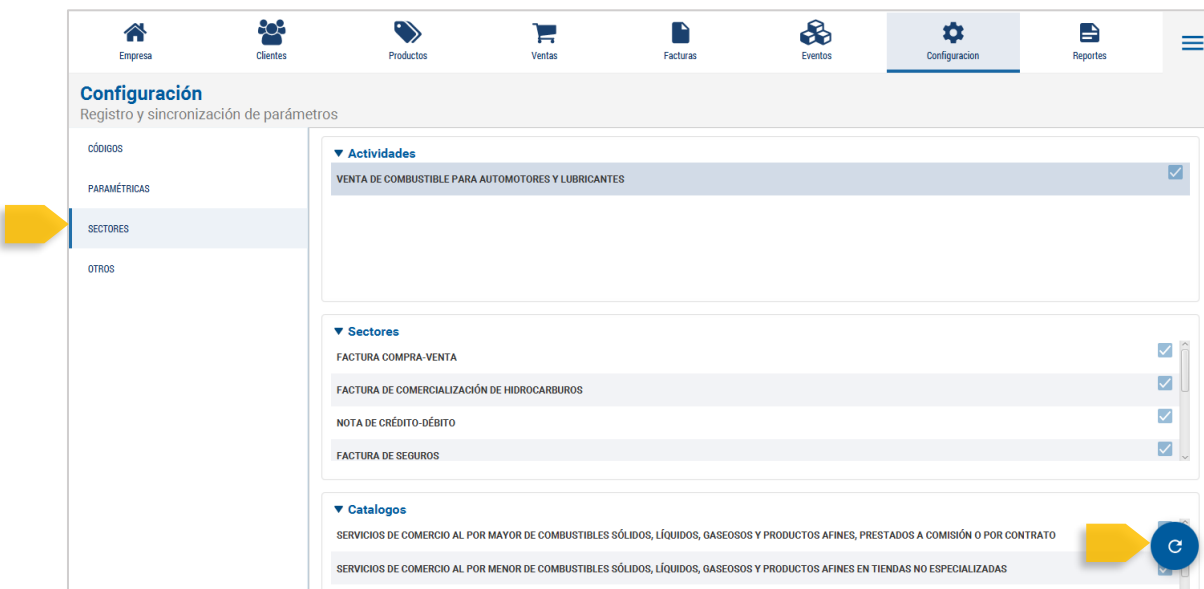 Empresa
Clientes
Productos
Ventas
Facturas
Eventos
Configuracion
Reportes
Configuración
Registro y sincronización de parámetros
CÓDIGOS
PARAMÉTRICAS
SECTORES
OTROS
Actividades
VENTA DE COMBUSTIBLE PARA AUTOMOTORES Y LUBRICANTES
Sectores
FACTURA COMPRA-VENTA
FACTURA DE COMERCIALIZACIÓN DE HIDROCARBUROS
NOTA DE CRÉDITO-DÉBITO
FACTURA DE SEGUROS
Catalogos
SERVICIOS DE COMERCIO AL POR MAYOR DE COMBUSTIBLES SÓLIDOS, LÍQUIDOS, GASEOSOS Y PRODUCTOS AFINES, PRESTADOS A COMISIÓN O POR CONTRATO
SERVICIOS DE COMERCIO AL POR MENOR DE COMBUSTIBLES SÓLIDOS, LÍQUIDOS, GASEOSOS Y PRODUCTOS AFINES EN TIENDAS NO ESPECIALIZADAS